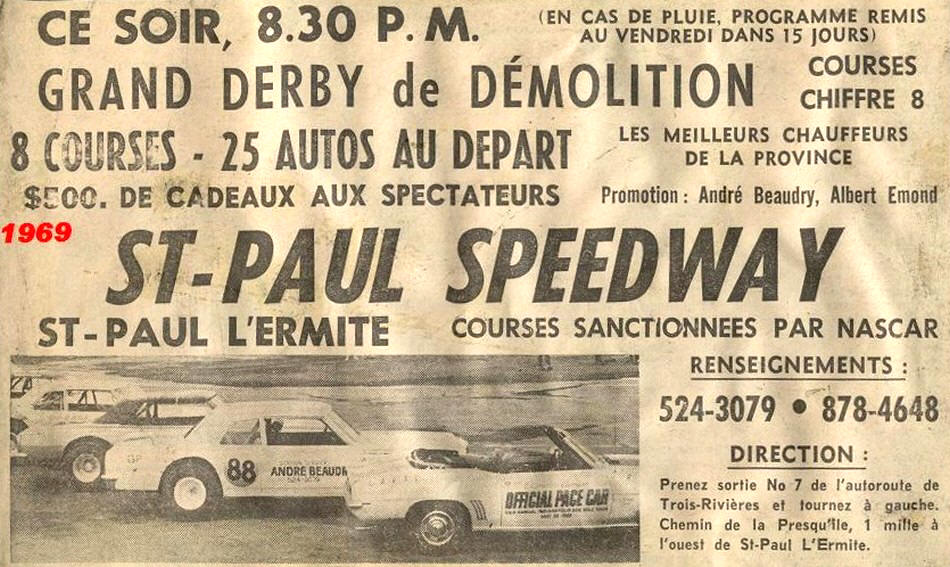 CE SOIR, 8.30 P.M.
(EN CAS DE PLUIE, PROGRAMME REMIS
AU VENDREDI DANS 15 JOURS)
GRAND DERBY de DÉMOLITION
COURSES
CHIFFRE 8
8 COURSES - 25 AUTOS AU DEPART
LES MEILLEURS CHAUFFEURS
DE LA PROVINCE
$500. DE CADEAUX AUX SPECTATEURS
Promotion : André Beaudry, Albert Emond
1969
ST-PAUL SPEEDWAY
ST-PAUL L'ERMITE
COURSES SANCTIONNEES PAR NASCAR
RENSEIGNEMENTS :
524-3079 • 878-4648
DIRECTION :
Prenez sortie No 7 de l'autoroute de
Trois-Rivières et tournez à gauche.
Chemin de la Presqu'île, 1 mille à
l'ouest de St-Paul L'Ermite.
88
ANDRÉ BEAUDR
524-3079
OFFICIAL PACE CAR